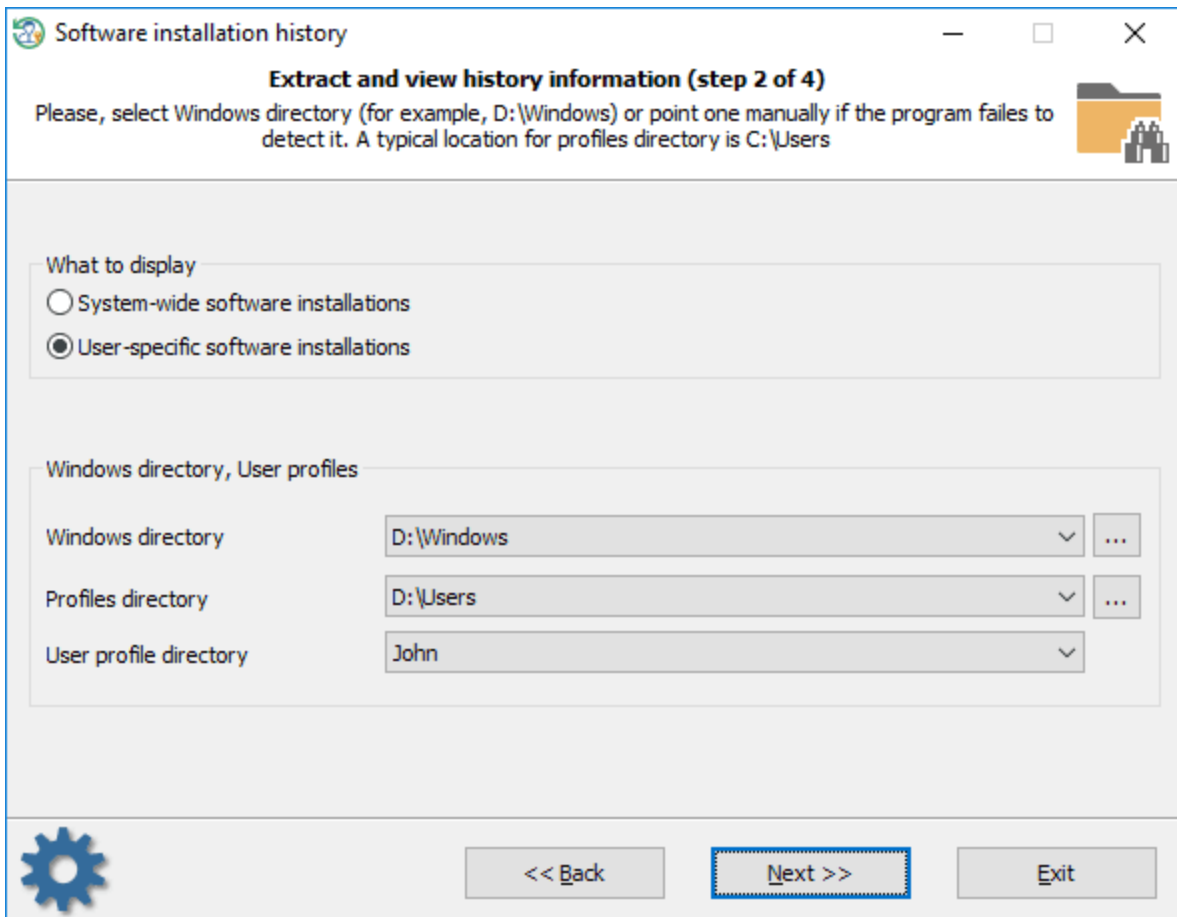 Software installation history
Extract and view history information (step 2 of 4)
Please, select Windows directory (for example, D:\Windows) or point one manually if the program failes to
detect it. A typical location for profiles directory is C:\Users
What to display
System-wide software installations
User-specific software installations
Windows directory, User profiles
Windows directory
D:\Windows
...
Profiles directory
D:\Users
...
User profile directory
John
<< Back
Next >>
Exit